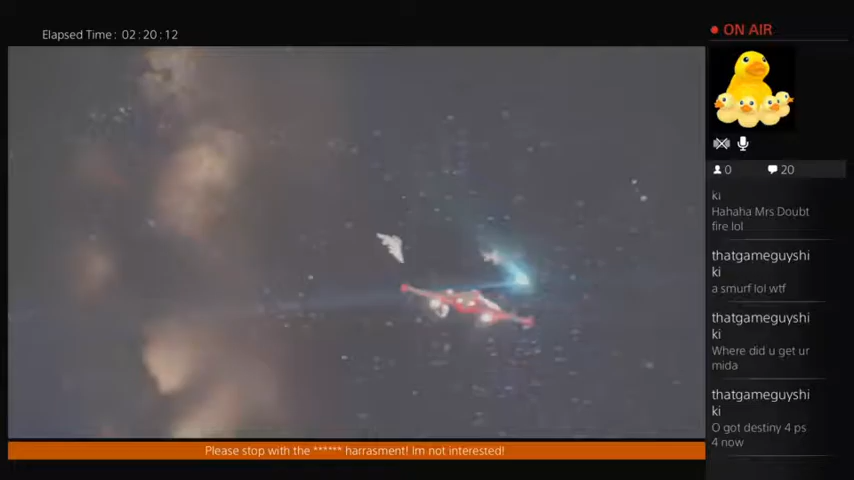 Elapsed Time: 02:20:12
ON AIR
0 20
ki
Hahaha Mrs Doubt
fire lol
thatgameguyshi
ki
a smurf lol wtf
thatgameguyshi
ki
Where did u get ur
mida
thatgameguyshi
ki
O got destiny 4 ps
4 now
Please stop with the ****** harrasment! Im not interested!